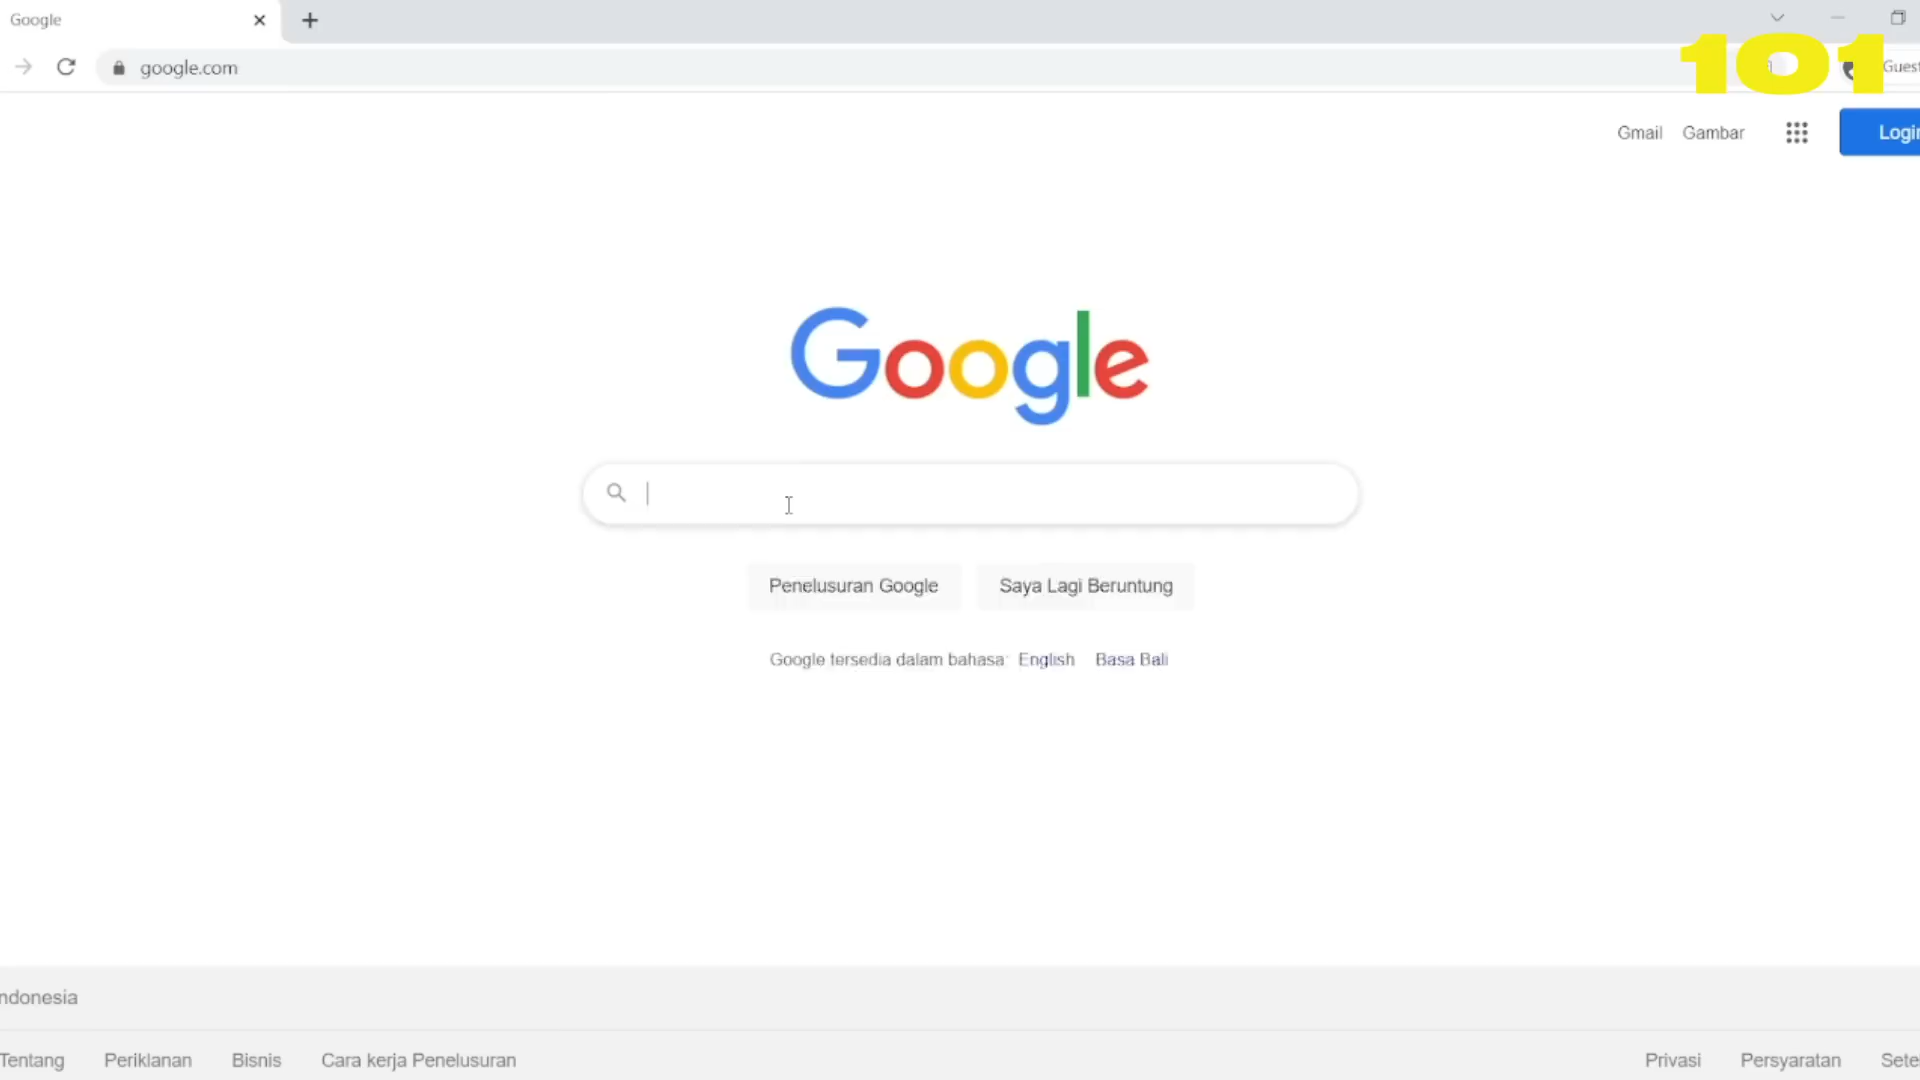 Google
google.com
101
Guest
Gmail Gambar
Login
Google
Penelusuran Google Saya Lagi Beruntung
Google tersedia dalam bahasa: English Basa Bali
ndonesia
Tentang Periklanan Bisnis Cara kerja Penelusuran
Privasi Persyaratan Sete